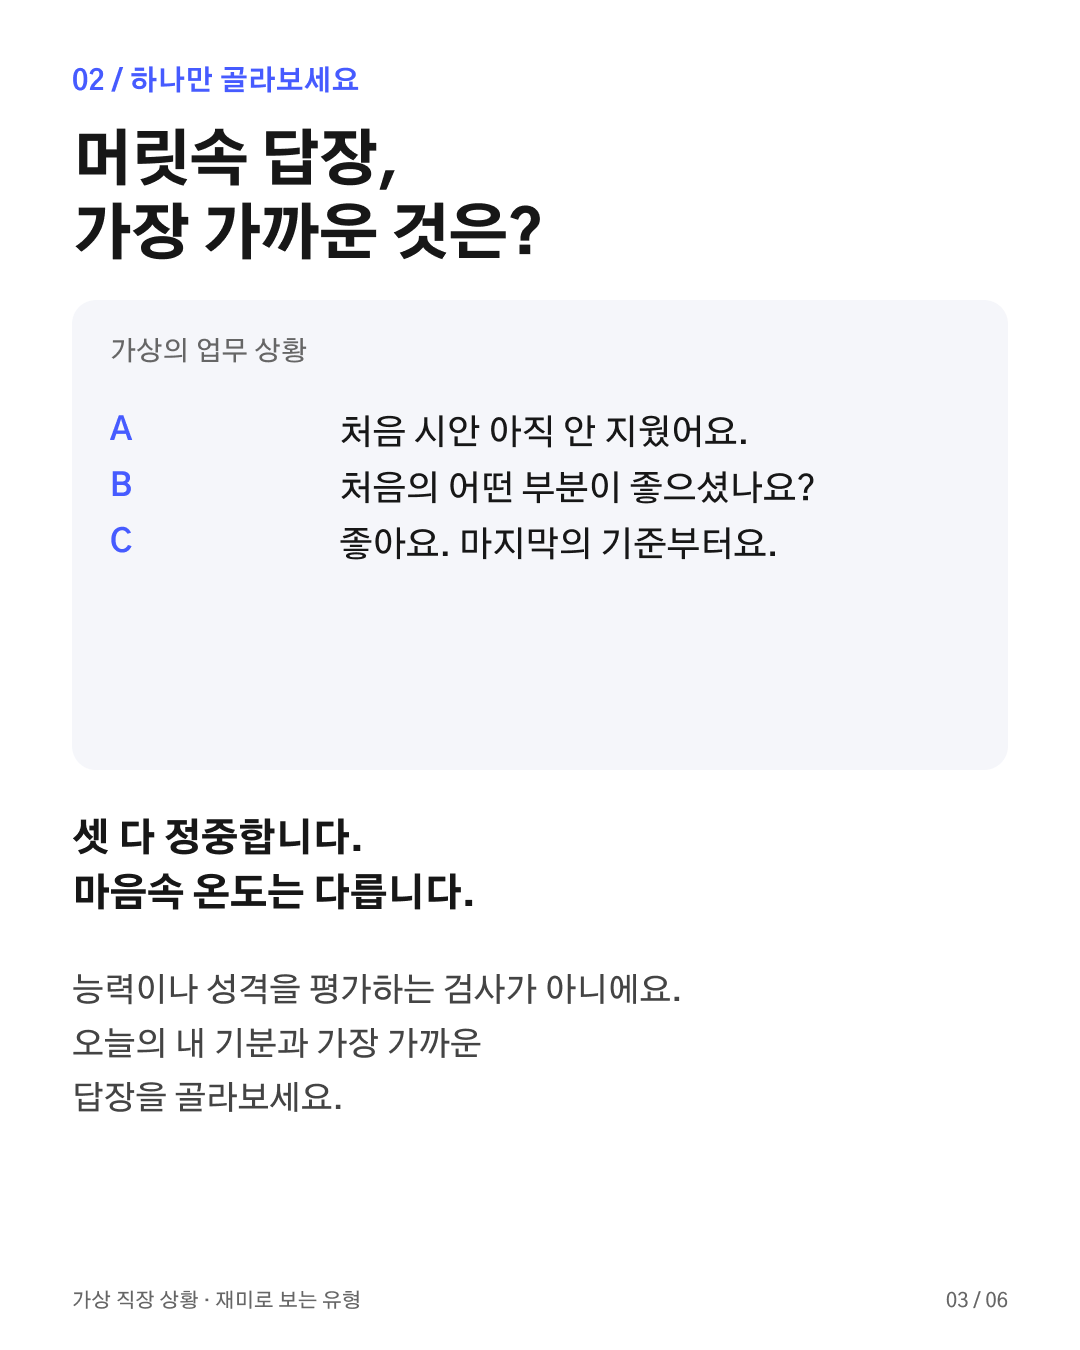 02 / 하나만 골라보세요
머릿속 답장,
가장 가까운 것은?
가상의 업무 상황
A 처음 시안 아직 안 지웠어요.
B 처음의 어떤 부분이 좋으셨나요?
C 좋아요. 마지막의 기준부터요.
셋 다 정중합니다.
마음속 온도는 다릅니다.
능력이나 성격을 평가하는 검사가 아니에요.
오늘의 내 기분과 가장 가까운
답장을 골라보세요.
가상 직장 상황 · 재미로 보는 유형
03 / 06